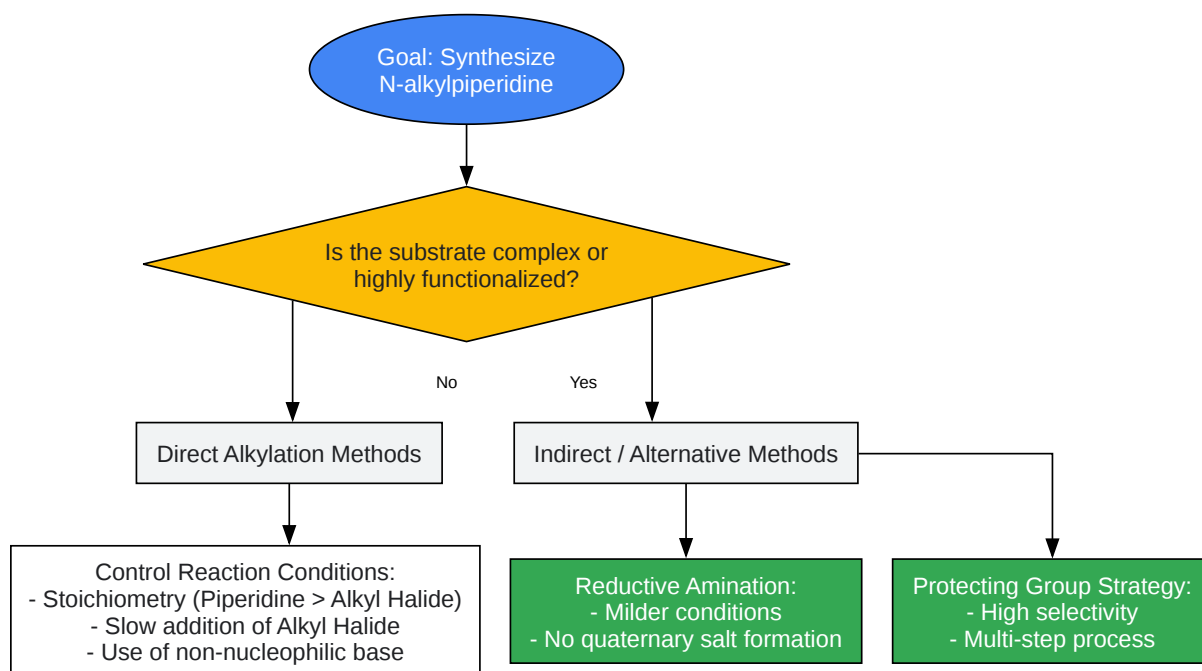 Goal: Synthesize
N-alkylpiperidine
Is the substrate complex or
highly functionalized?
No
Yes
Direct Alkylation Methods
Indirect / Alternative Methods
Control Reaction Conditions:
- Stoichiometry (Piperidine > Alkyl Halide)
- Slow addition of Alkyl Halide
- Use of non-nucleophilic base
Reductive Amination:
- Milder conditions
- No quaternary salt formation
Protecting Group Strategy:
- High selectivity
- Multi-step process